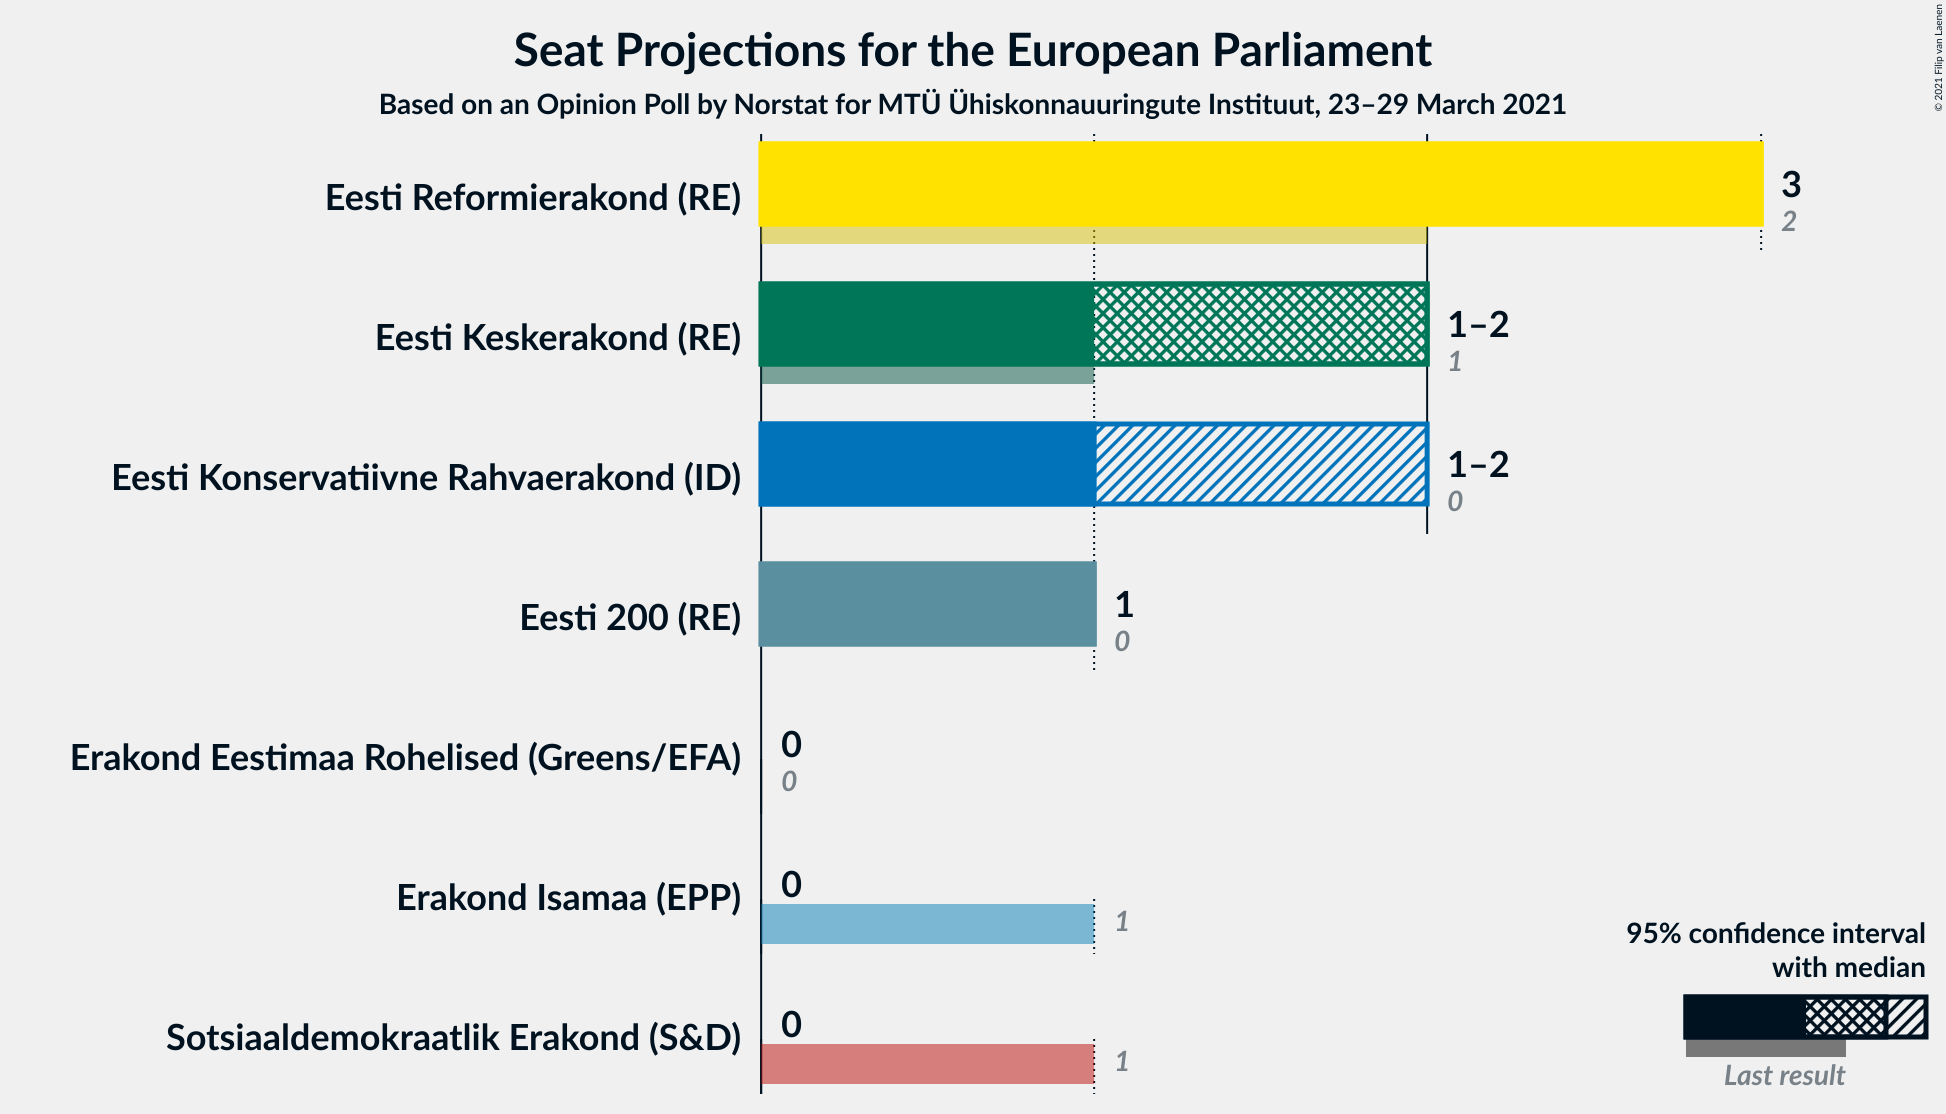 Seat Projections for the European Parliament
Based on an Opinion Poll by Norstat for MTÜ Ühiskonnauuringute Instituut, 23–29 March 2021
© 2021 Filip van Laenen
Eesti Reformierakond (RE)
3
2
Eesti Keskerakond (RE)
1–2
1
Eesti Konservatiivne Rahvaerakond (ID)
1–2
0
Eesti 200 (RE)
1
0
Erakond Eestimaa Rohelised (Greens/EFA)
0
0
Erakond Isamaa (EPP)
0
1
Sotsiaaldemokraatlik Erakond (S&D)
0
1
95% confidence interval
with median
Last result